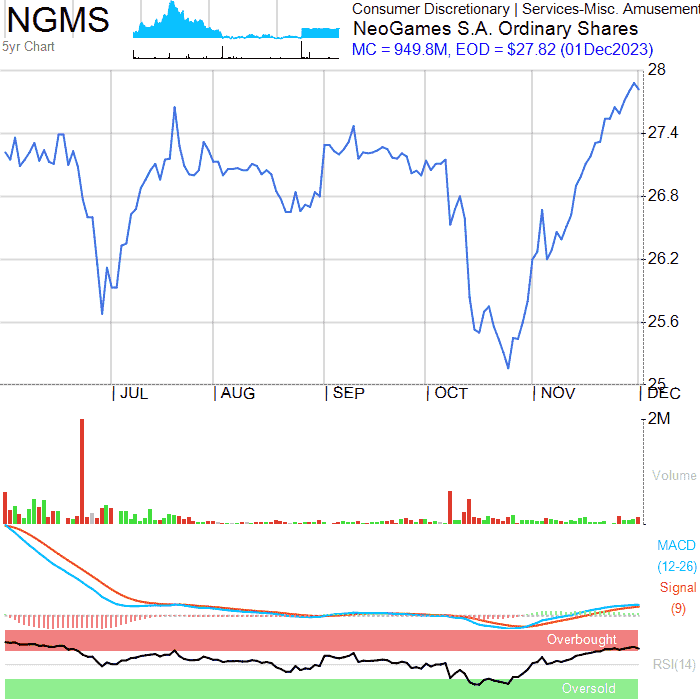 NGMS
5yr Chart
Consumer Discretionary | Services-Misc. Amusement
NeoGames S.A. Ordinary Shares
MC = 949.8M, EOD = $27.82 (01Dec2023)
28
27.4
26.8
26.2
25.6
25
JUL AUG SEP OCT NOV DEC
2M
Volume
MACD
(12-26)
Signal
(9)
Overbought
RSI(14)
Oversold